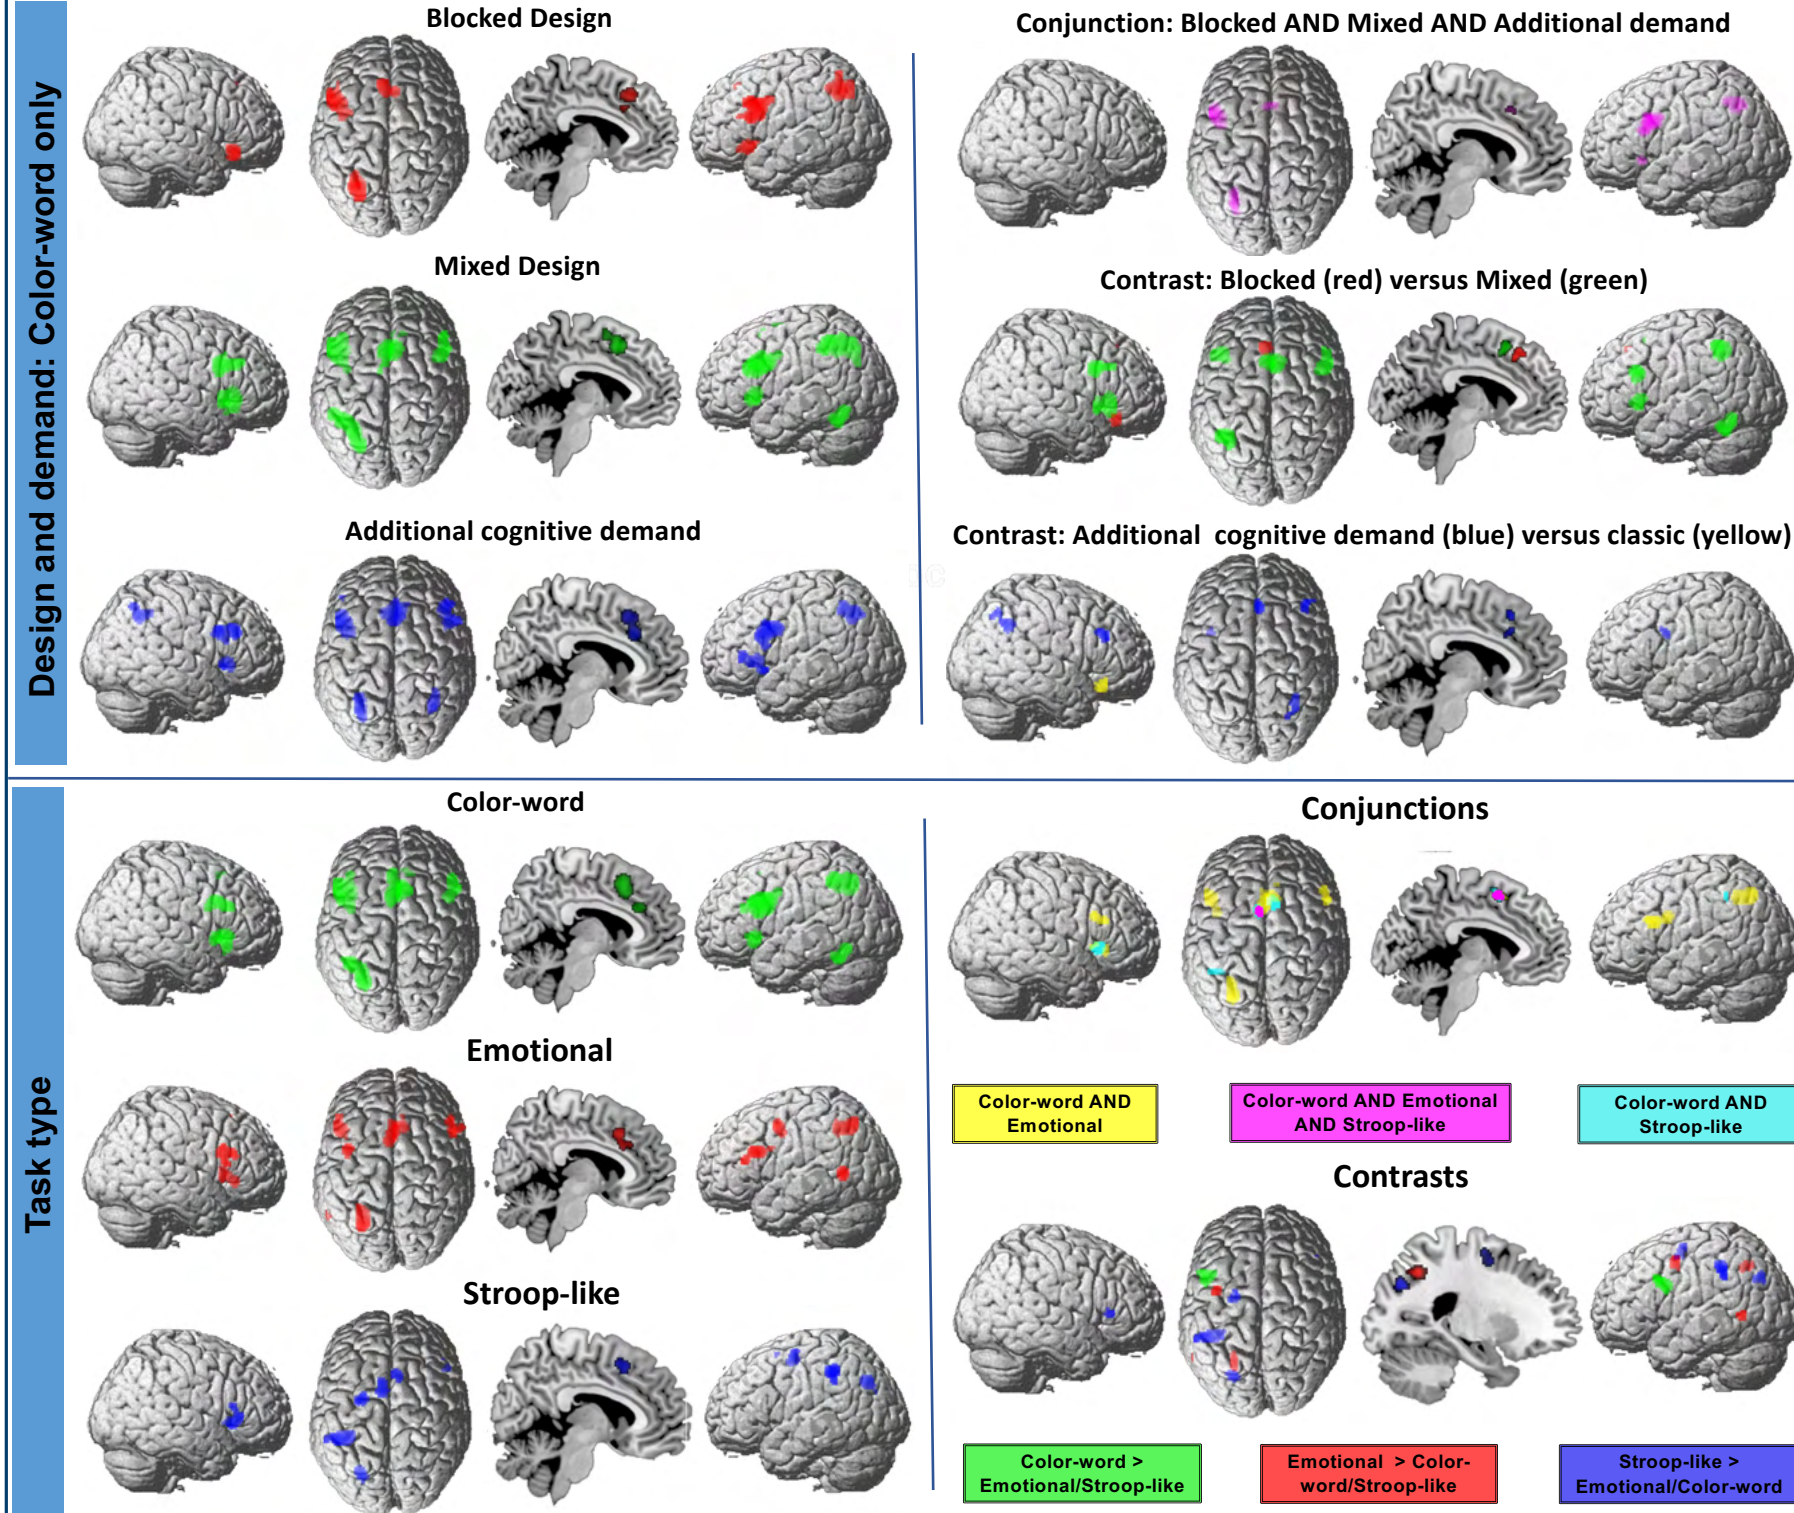 Design and demand: Color-word only
Blocked Design
Conjunction: Blocked AND Mixed AND Additional demand
Mixed Design
Contrast: Blocked (red) versus Mixed (green)
Additional cognitive demand
Contrast: Additional cognitive demand (blue) versus classic (yellow)
Task type
Color-word
Conjunctions
Emotional
Color-word AND
Emotional
Color-word AND Emotional
AND Stroop-like
Color-word AND
Stroop-like
Contrasts
Stroop-like
Color-word >
Emotional/Stroop-like
Emotional > Color-
word/Stroop-like
Stroop-like >
Emotional/Color-word